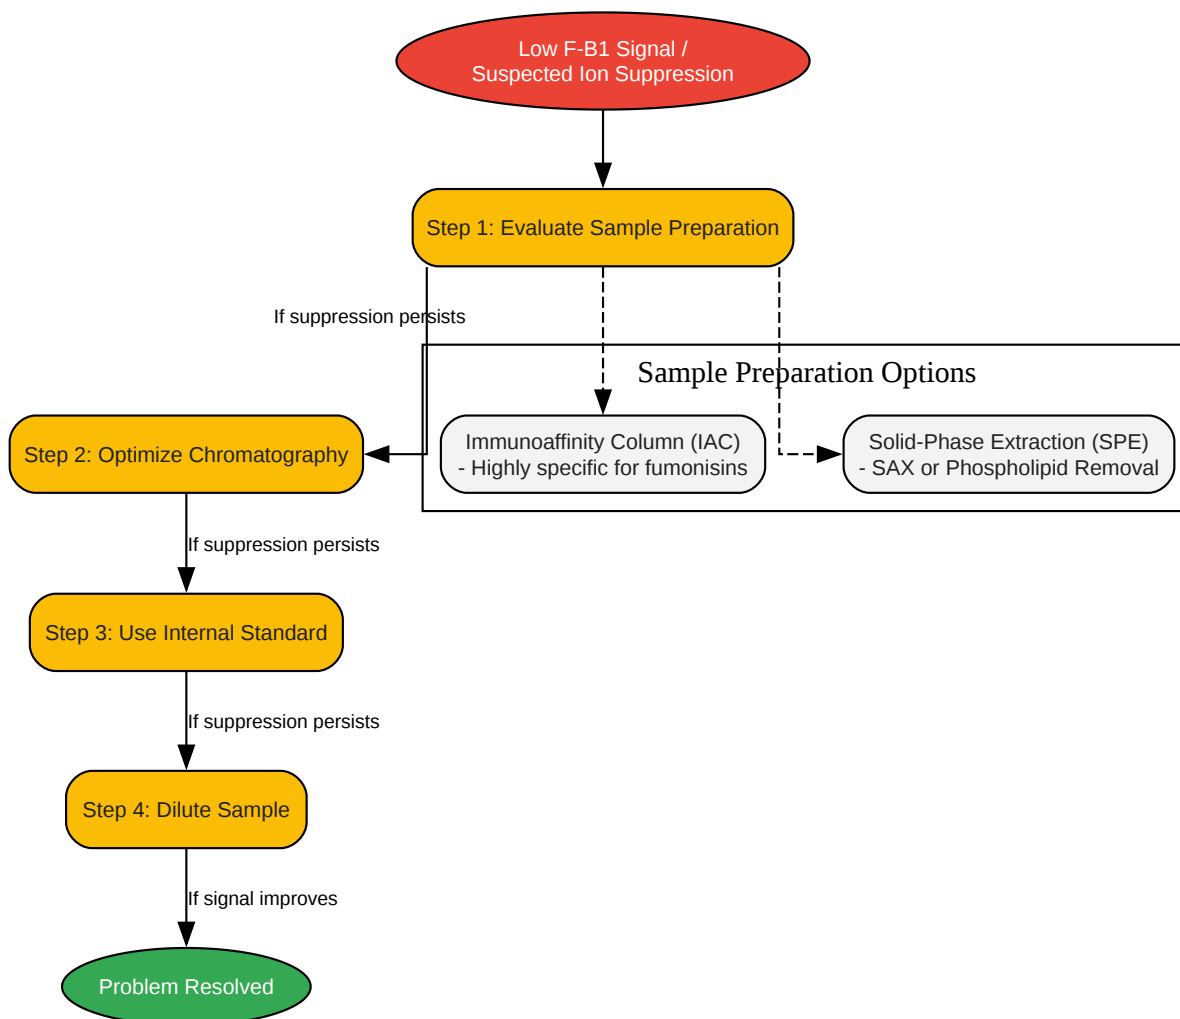 Low F-B1 Signal /
Suspected Ion Suppression
Step 1: Evaluate Sample Preparation
If suppression persists
Sample Preparation Options
Step 2: Optimize Chromatography
Immunoaffinity Column (IAC)
- Highly specific for fumonisins
Solid-Phase Extraction (SPE)
- SAX or Phospholipid Removal
If suppression persists
Step 3: Use Internal Standard
If suppression persists
Step 4: Dilute Sample
If signal improves
Problem Resolved